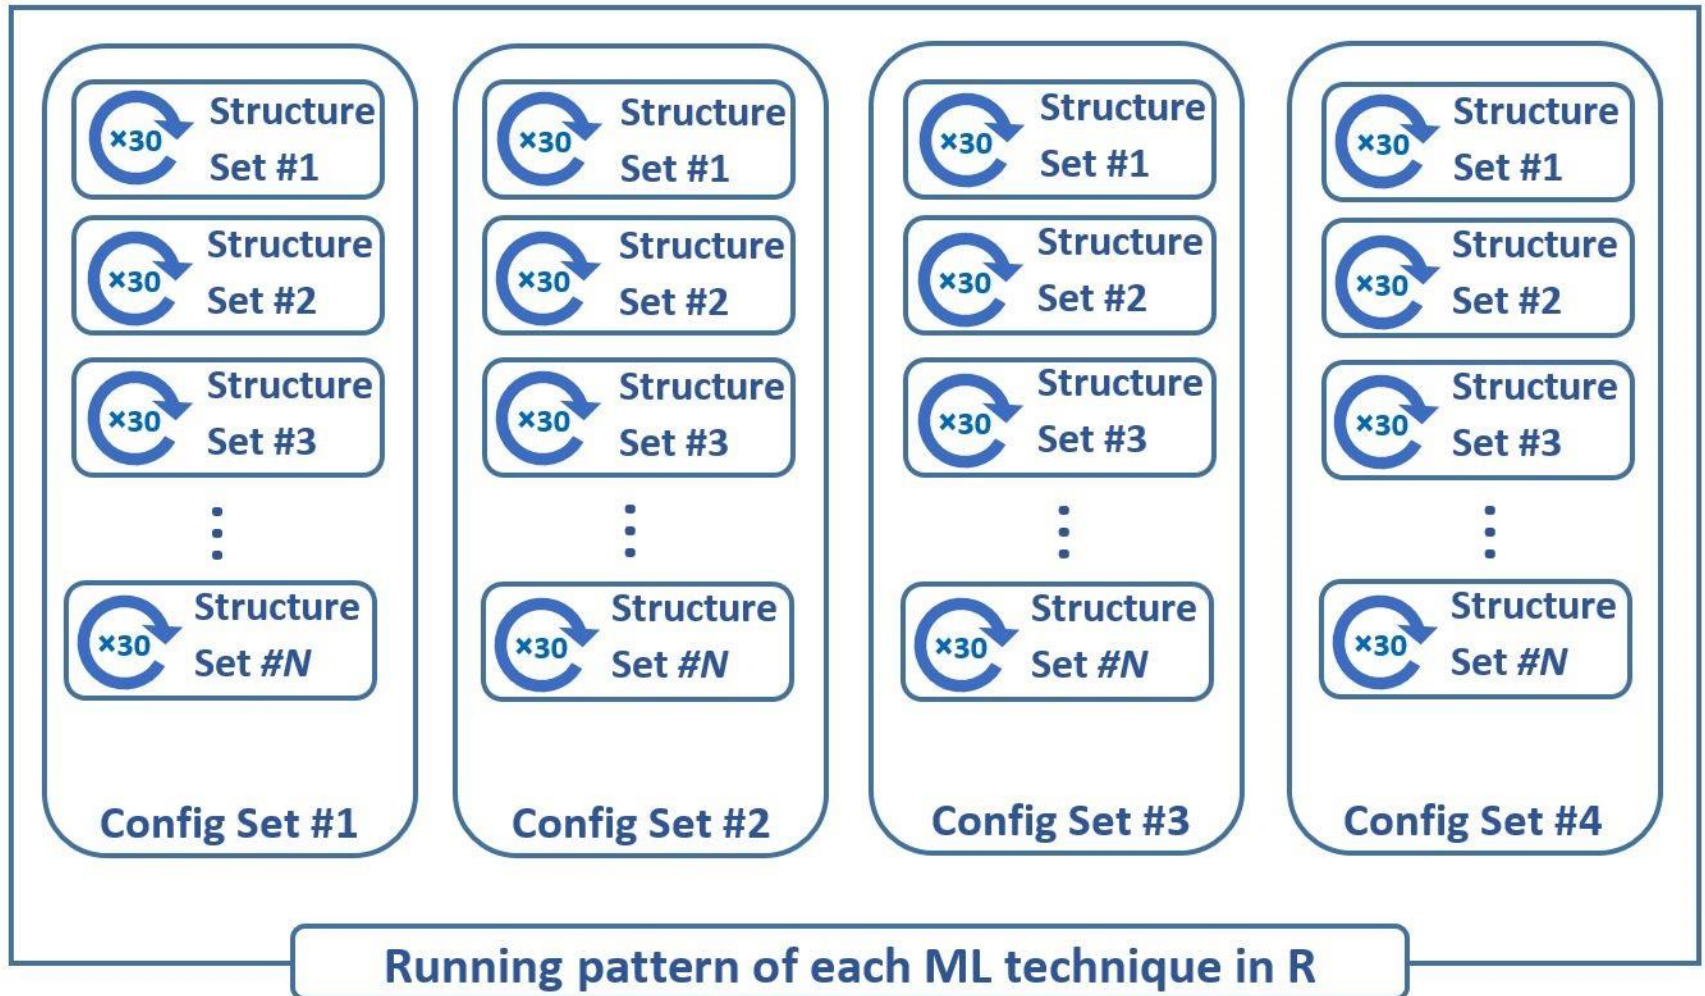 ×30
Structure
Set #1
×30
Structure
Set #2
×30
Structure
Set #3
×30
Structure
Set #N
Config Set #1
×30
Structure
Set #1
×30
Structure
Set #2
×30
Structure
Set #3
×30
Structure
Set #N
Config Set #2
×30
Structure
Set #1
×30
Structure
Set #2
×30
Structure
Set #3
×30
Structure
Set #N
Config Set #3
×30
Structure
Set #1
×30
Structure
Set #2
×30
Structure
Set #3
×30
Structure
Set #N
Config Set #4
Running pattern of each ML technique in R